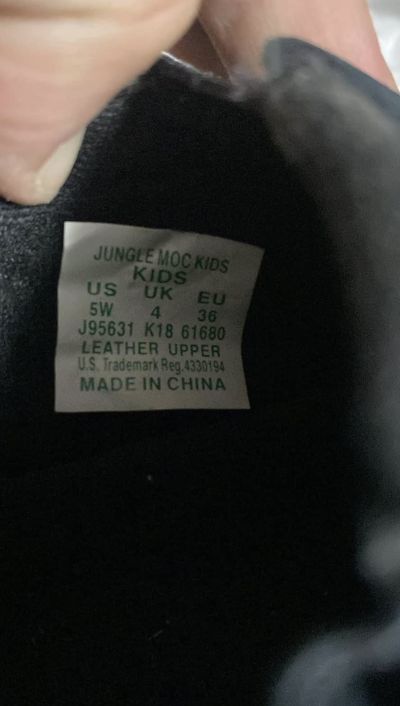 JUNGLE MOC KIDS
KIDS
US UK EU
5W 4 36
J95631 K18 61680
LEATHER UPPER
U.S. Trademark Reg.4330194
MADE IN CHINA